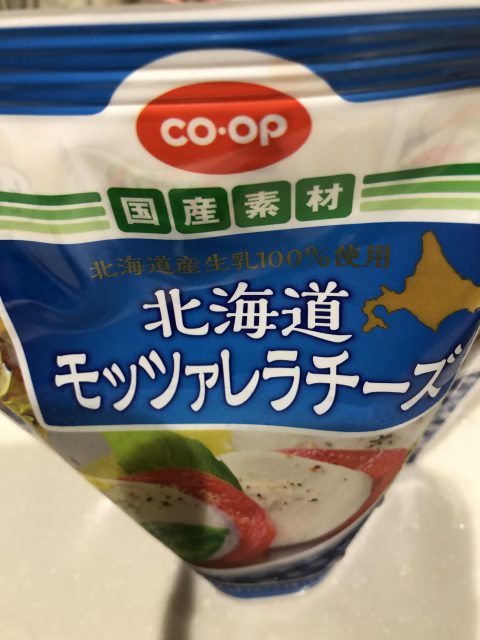 CO·OP
国産素材
北海道産生乳100%使用
北海道
モッツァレラチーズ